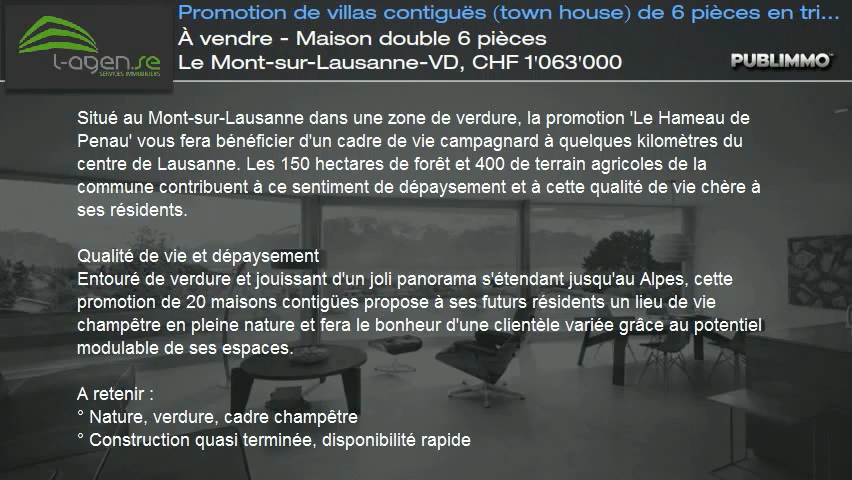 Promotion de villas contiguës (town house) de 6 pièces en tri...
À vendre - Maison double 6 pièces
Le Mont-sur-Lausanne-VD, CHF 1'063'000
l-agen.se
SERVICES IMMOBILIERS
PUBLIMMO™
Situé au Mont-sur-Lausanne dans une zone de verdure, la promotion 'Le Hameau de
Penau' vous fera bénéficier d'un cadre de vie campagnard à quelques kilomètres du
centre de Lausanne. Les 150 hectares de forêt et 400 de terrain agricoles de la
commune contribuent à ce sentiment de dépaysement et à cette qualité de vie chère à
ses résidents.
Qualité de vie et dépaysement
Entouré de verdure et jouissant d'un joli panorama s'étendant jusqu'au Alpes, cette
promotion de 20 maisons contigües propose à ses futurs résidents un lieu de vie
champêtre en pleine nature et fera le bonheur d'une clientèle variée grâce au potentiel
modulable de ses espaces.
A retenir :
° Nature, verdure, cadre champêtre
° Construction quasi terminée, disponibilité rapide